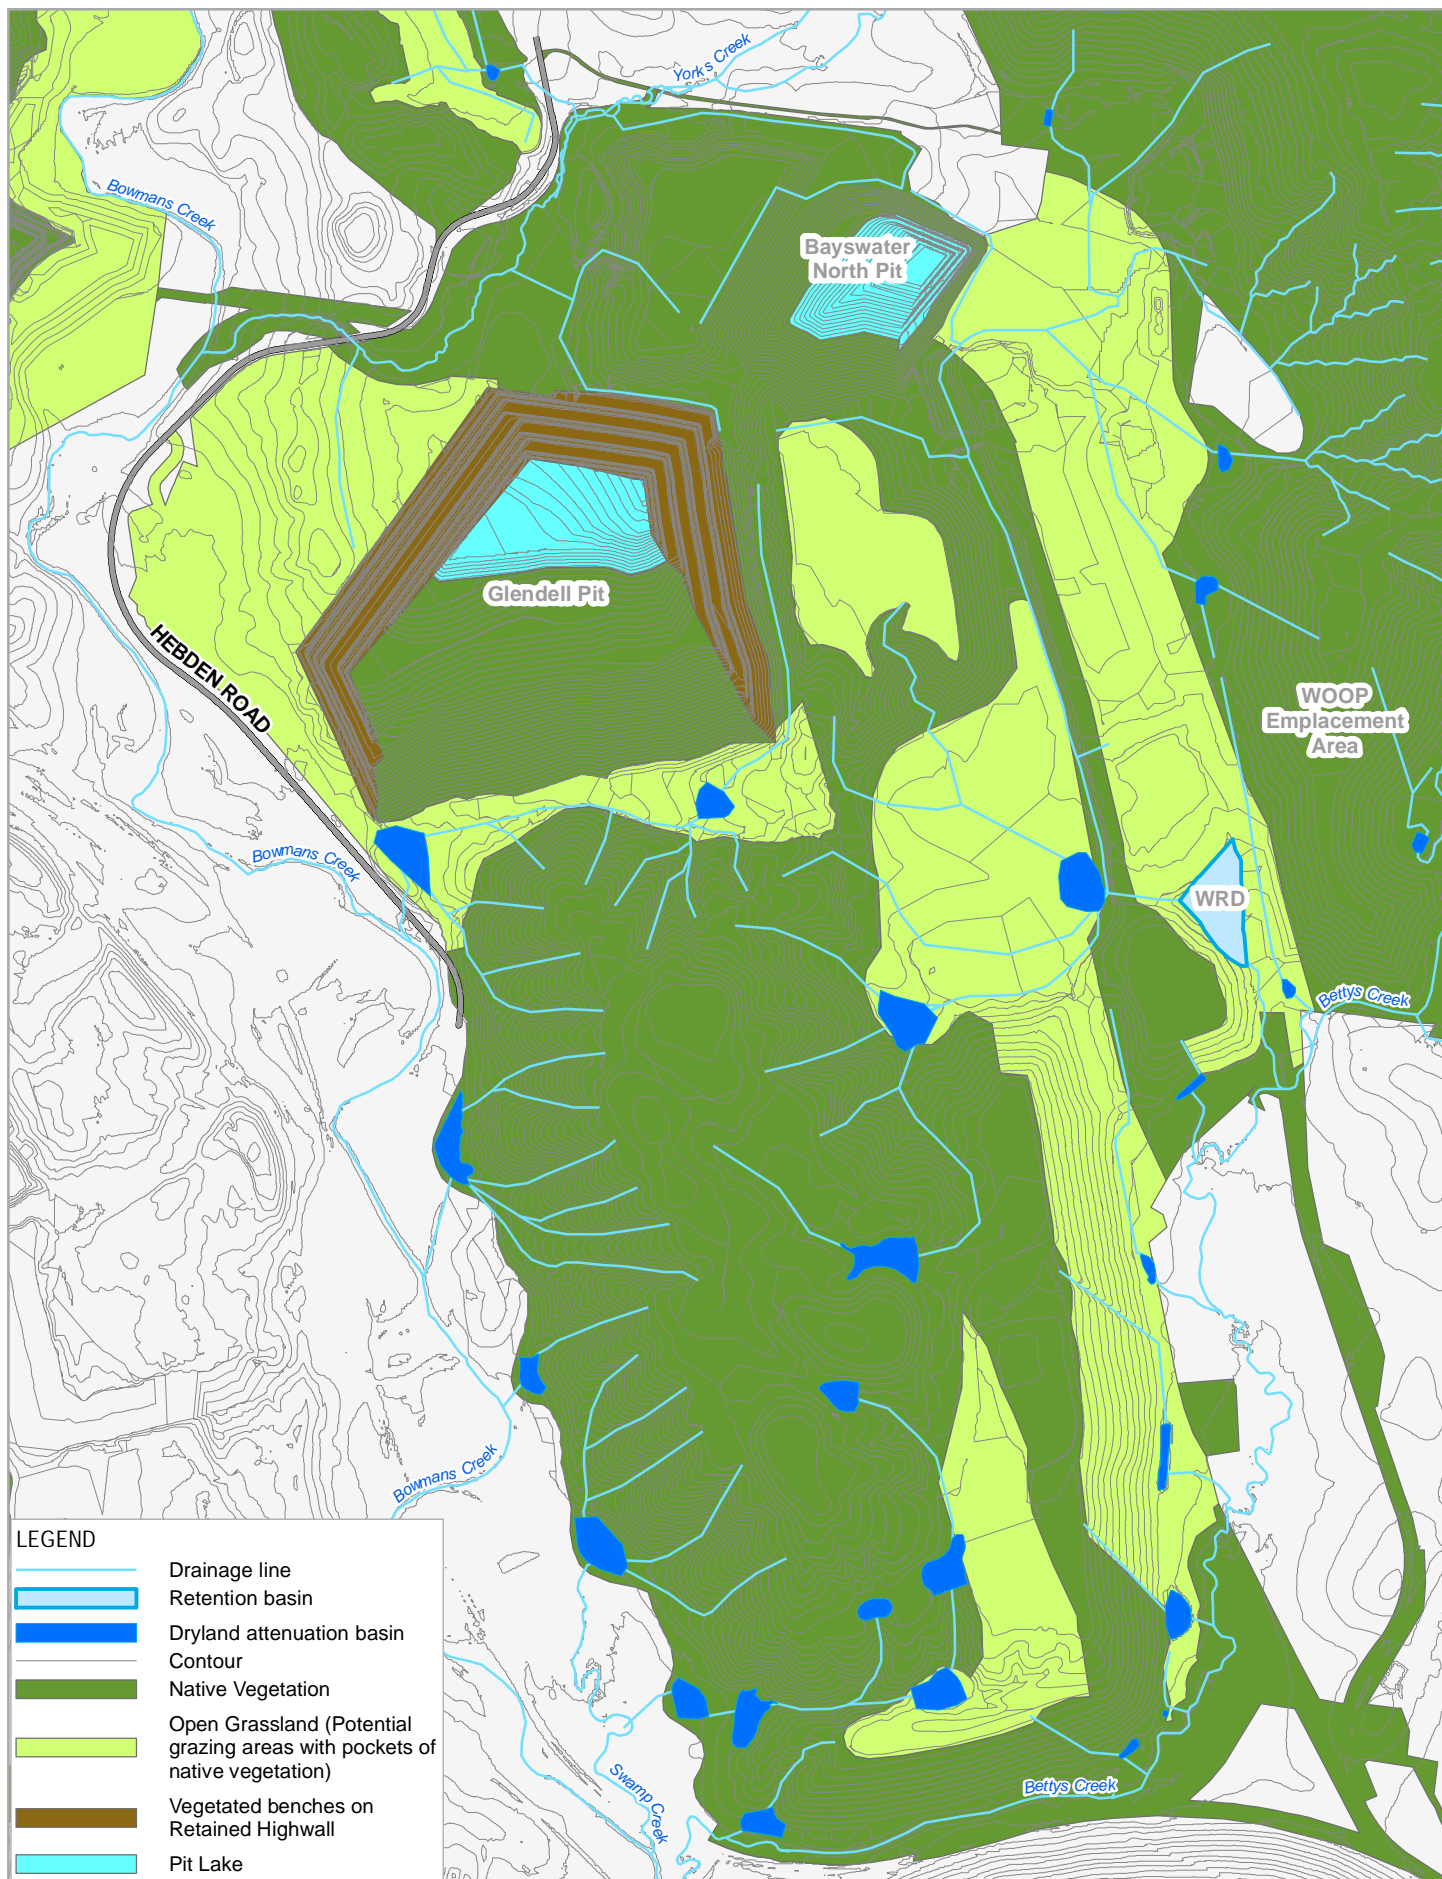 York's Creek
Bowmans Creek
Bayswater
North Pit
Glendell Pit
HEBDEN ROAD
WOOP
Emplacement
Area
Bowmans Creek
WRD
Bettys Creek
Bowmans Creek
Swamp Creek
Bettys Creek
LEGEND
Drainage line
Retention basin
Dryland attenuation basin
Contour
Native Vegetation
Open Grassland (Potential
grazing areas with pockets of
native vegetation)
Vegetated benches on
Retained Highwall
Pit Lake